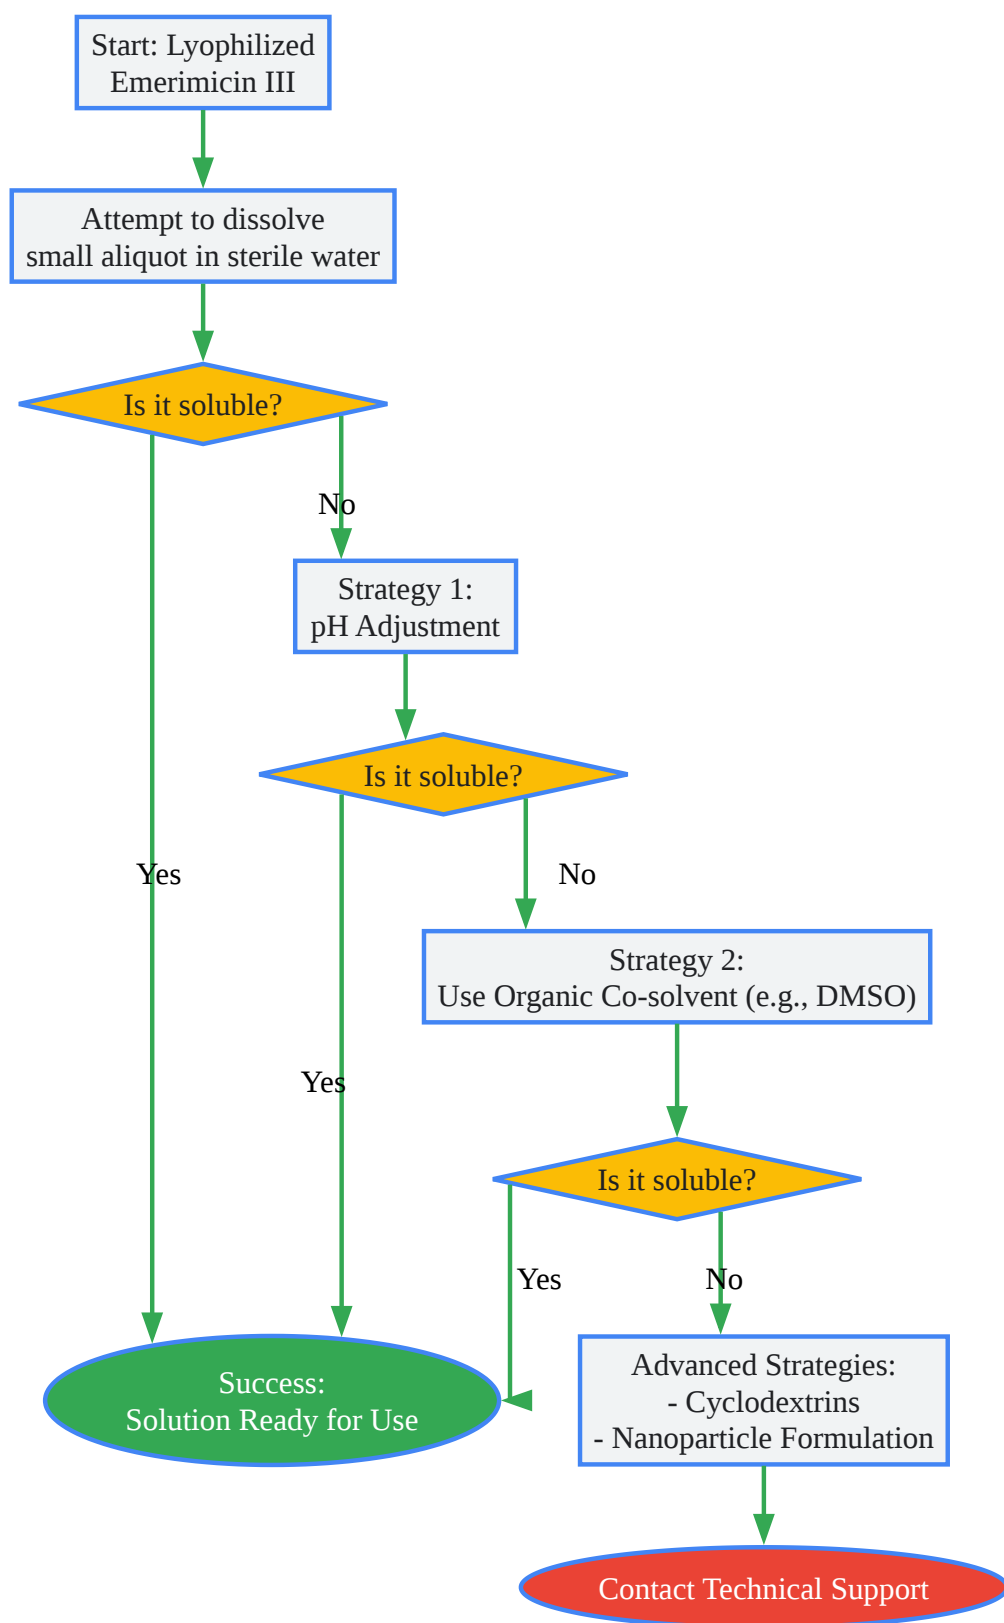 Start: Lyophilized
Emerimicin III
Attempt to dissolve
small aliquot in sterile water
Is it soluble?
No
Strategy 1:
pH Adjustment
Is it soluble?
Yes
No
Strategy 2:
Use Organic Co-solvent (e.g., DMSO)
Yes
Is it soluble?
Yes
No
Success:
Solution Ready for Use
Advanced Strategies:
- Cyclodextrins
- Nanoparticle Formulation
Contact Technical Support